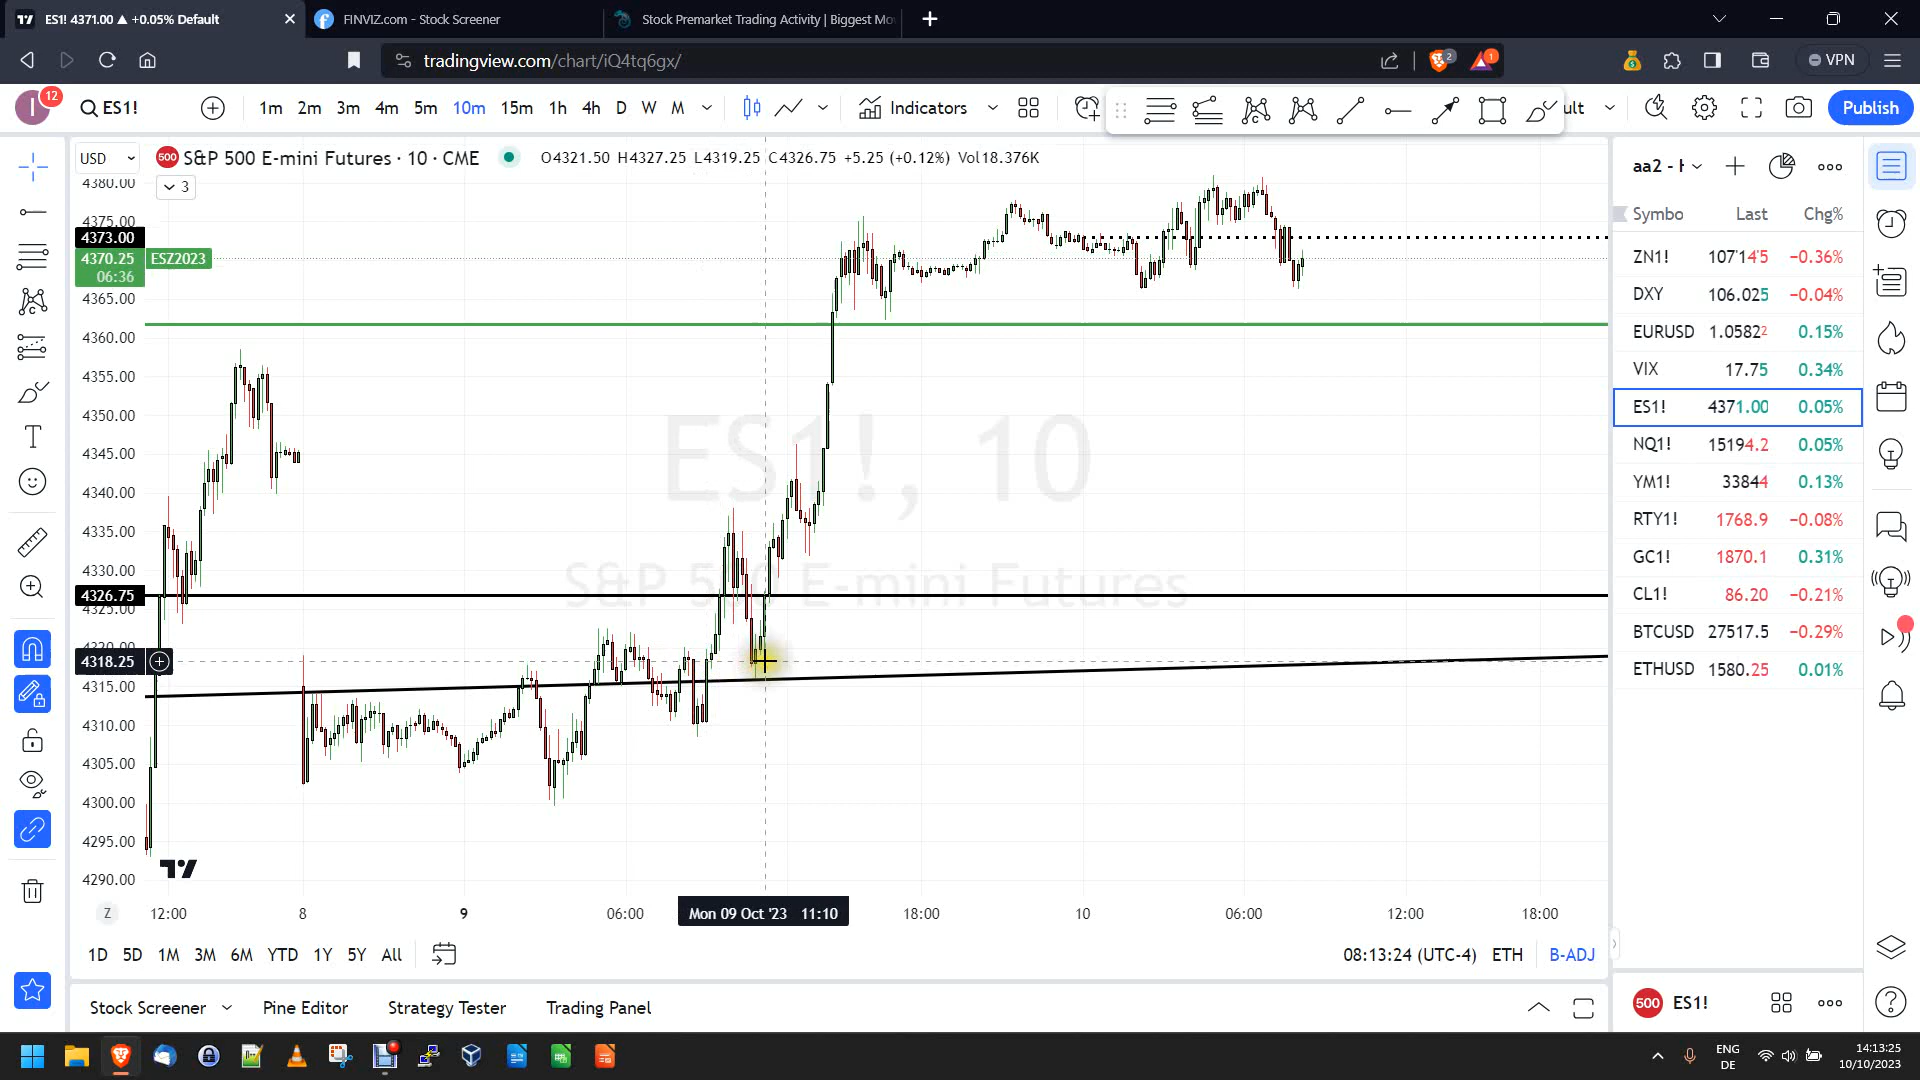 ES1! 4371.00 ▲ +0.05% Default
FINVIZ.com - Stock Screener
Stock Premarket Trading Activity | Biggest Mo
tradingview.com/chart/iQ4tq6gx/
2
1
VPN
I
12
ES1!
1m 2m 3m 4m 5m 10m 15m 1h 4h D W M
Indicators
ult
Publish
USD
500 S&P 500 E-mini Futures · 10 · CME
O4321.50 H4327.25 L4319.25 C4326.75 +5.25 (+0.12%) Vol18.376K
3
4380.00
4375.00
4373.00
4370.25 ESZ2023
06:36
4365.00
4360.00
4355.00
4350.00
4345.00
4340.00
4335.00
4330.00
4326.75
4325.00
4320.00
4318.25
4315.00
4310.00
4305.00
4300.00
4295.00
4290.00
ES1!, 10
S&P 500 E-mini Futures
Z
12:00 8 9 06:00 Mon 09 Oct '23 11:10 18:00 10 06:00 12:00 18:00
1D 5D 1M 3M 6M YTD 1Y 5Y All
08:13:24 (UTC-4) ETH B-ADJ
Stock Screener Pine Editor Strategy Tester Trading Panel
aa2 - H
Symbo Last Chg%
ZN1! 107'14'5 −0.36%
DXY 106.025 −0.04%
EURUSD 1.05822 0.15%
VIX 17.75 0.34%
ES1! 4371.00 0.05%
NQ1! 15194.2 0.05%
YM1! 33844 0.13%
RTY1! 1768.9 −0.08%
GC1! 1870.1 0.31%
CL1! 86.20 −0.21%
BTCUSD 27517.5 −0.29%
ETHUSD 1580.25 0.01%
500 ES1!
ENG
DE
14:13:25
10/10/2023